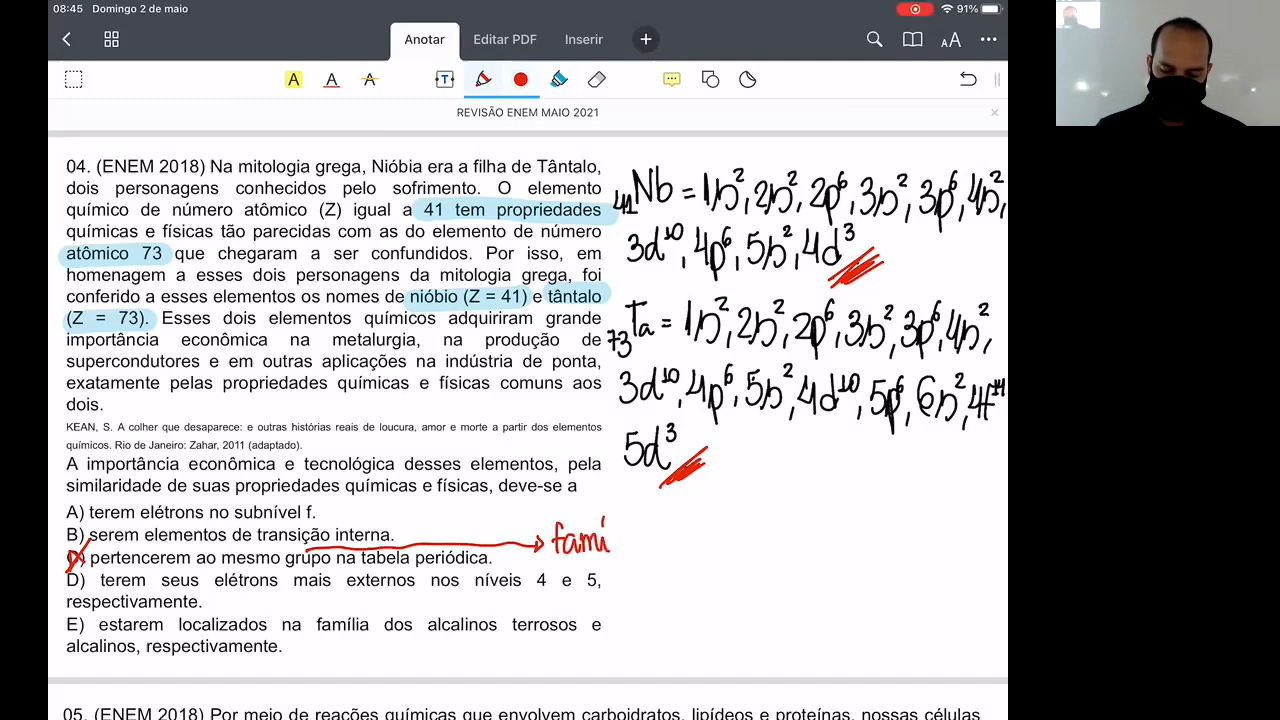 08:45 Domingo 2 de maio 91%
Anotar Editar PDF Inserir
REVISÃO ENEM MAIO 2021
04. (ENEM 2018) Na mitologia grega, Nióbia era a filha de Tântalo,
dois personagens conhecidos pelo sofrimento. O elemento
químico de número atômico (Z) igual a 41 tem propriedades
químicas e físicas tão parecidas com as do elemento de número
atômico 73 que chegaram a ser confundidos. Por isso, em
homenagem a esses dois personagens da mitologia grega, foi
conferido a esses elementos os nomes de nióbio (Z = 41) e tântalo
(Z = 73). Esses dois elementos químicos adquiriram grande
importância econômica na metalurgia, na produção de
supercondutores e em outras aplicações na indústria de ponta,
exatamente pelas propriedades químicas e físicas comuns aos
dois.
KEAN, S. A colher que desaparece: e outras histórias reais de loucura, amor e morte a partir dos elementos
químicos. Rio de Janeiro: Zahar, 2011 (adaptado).
A importância econômica e tecnológica desses elementos, pela
similaridade de suas propriedades químicas e físicas, deve-se a
A) terem elétrons no subnível f.
B) serem elementos de transição interna.
C) pertencerem ao mesmo grupo na tabela periódica.
D) terem seus elétrons mais externos nos níveis 4 e 5,
respectivamente.
E) estarem localizados na família dos alcalinos terrosos e
alcalinos, respectivamente.
famí
₄₁Nb = 1s², 2s², 2p⁶, 3s², 3p⁶, 4s²,
3d¹⁰, 4p⁶, 5s², 4d³
₇₃Ta = 1s², 2s², 2p⁶, 3s², 3p⁶, 4s²,
3d¹⁰, 4p⁶, 5s², 4d¹⁰, 5p⁶, 6s², 4f¹⁴
5d³
05. (ENEM 2018) Por meio de reações químicas que envolvem carboidratos, lipídeos e proteínas, nossas células